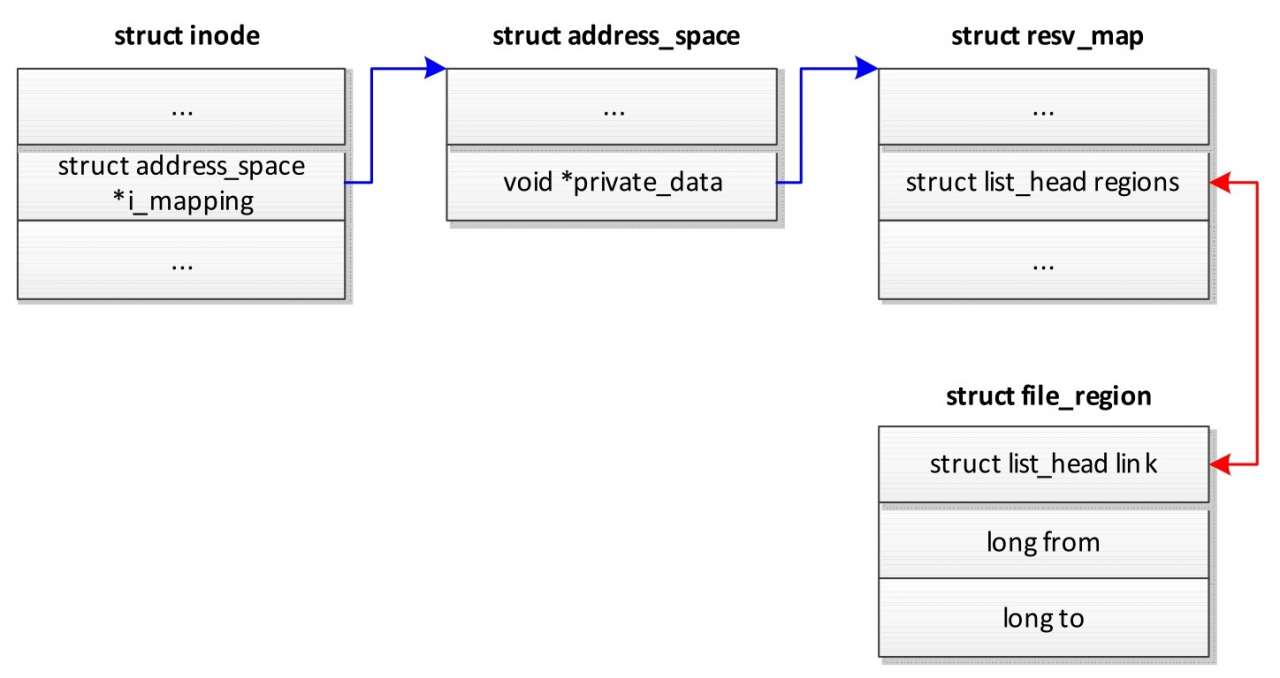 struct inode
...
struct address_space
*i_mapping
...
struct address_space
...
void *private_data
struct resv_map
...
struct list_head regions
...
struct file_region
struct list_head link
long from
long to